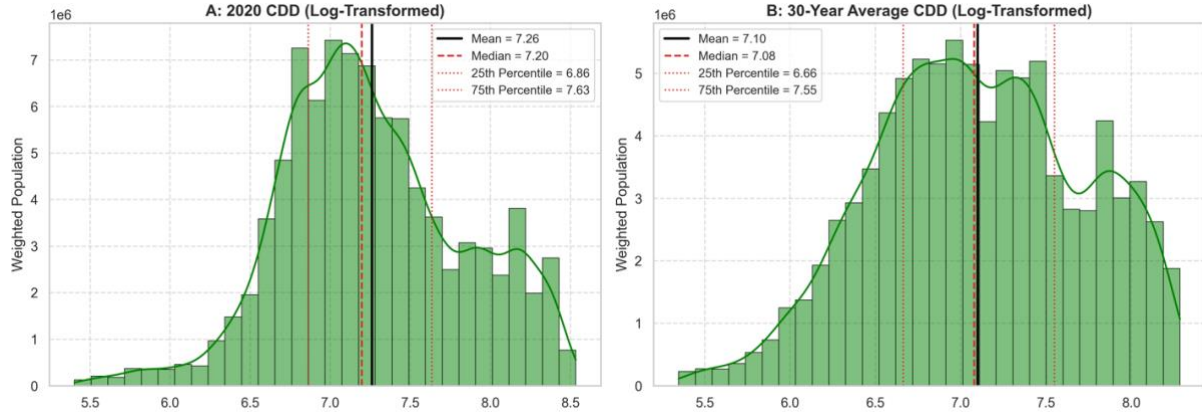 A: 2020 CDD (Log-Transformed)
1e6
Mean = 7.26
Median = 7.20
25th Percentile = 6.86
75th Percentile = 7.63
Weighted Population
7
6
5
4
3
2
1
0
5.5 6.0 6.5 7.0 7.5 8.0 8.5
B: 30-Year Average CDD (Log-Transformed)
1e6
Mean = 7.10
Median = 7.08
25th Percentile = 6.66
75th Percentile = 7.55
Weighted Population
5
4
3
2
1
0
5.5 6.0 6.5 7.0 7.5 8.0